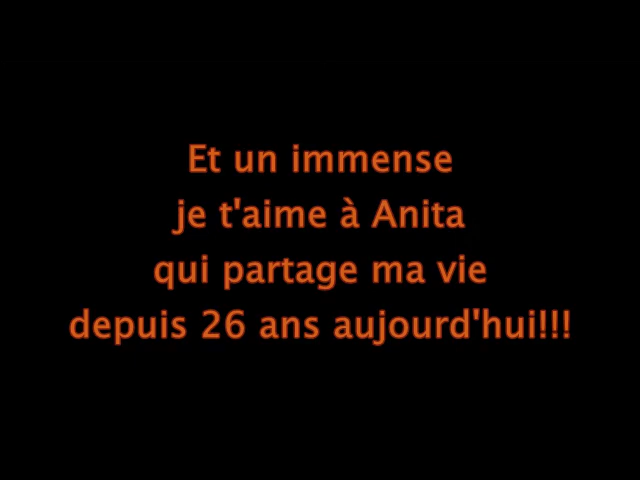 Et un immense
je t'aime à Anita
qui partage ma vie
depuis 26 ans aujourd'hui!!!